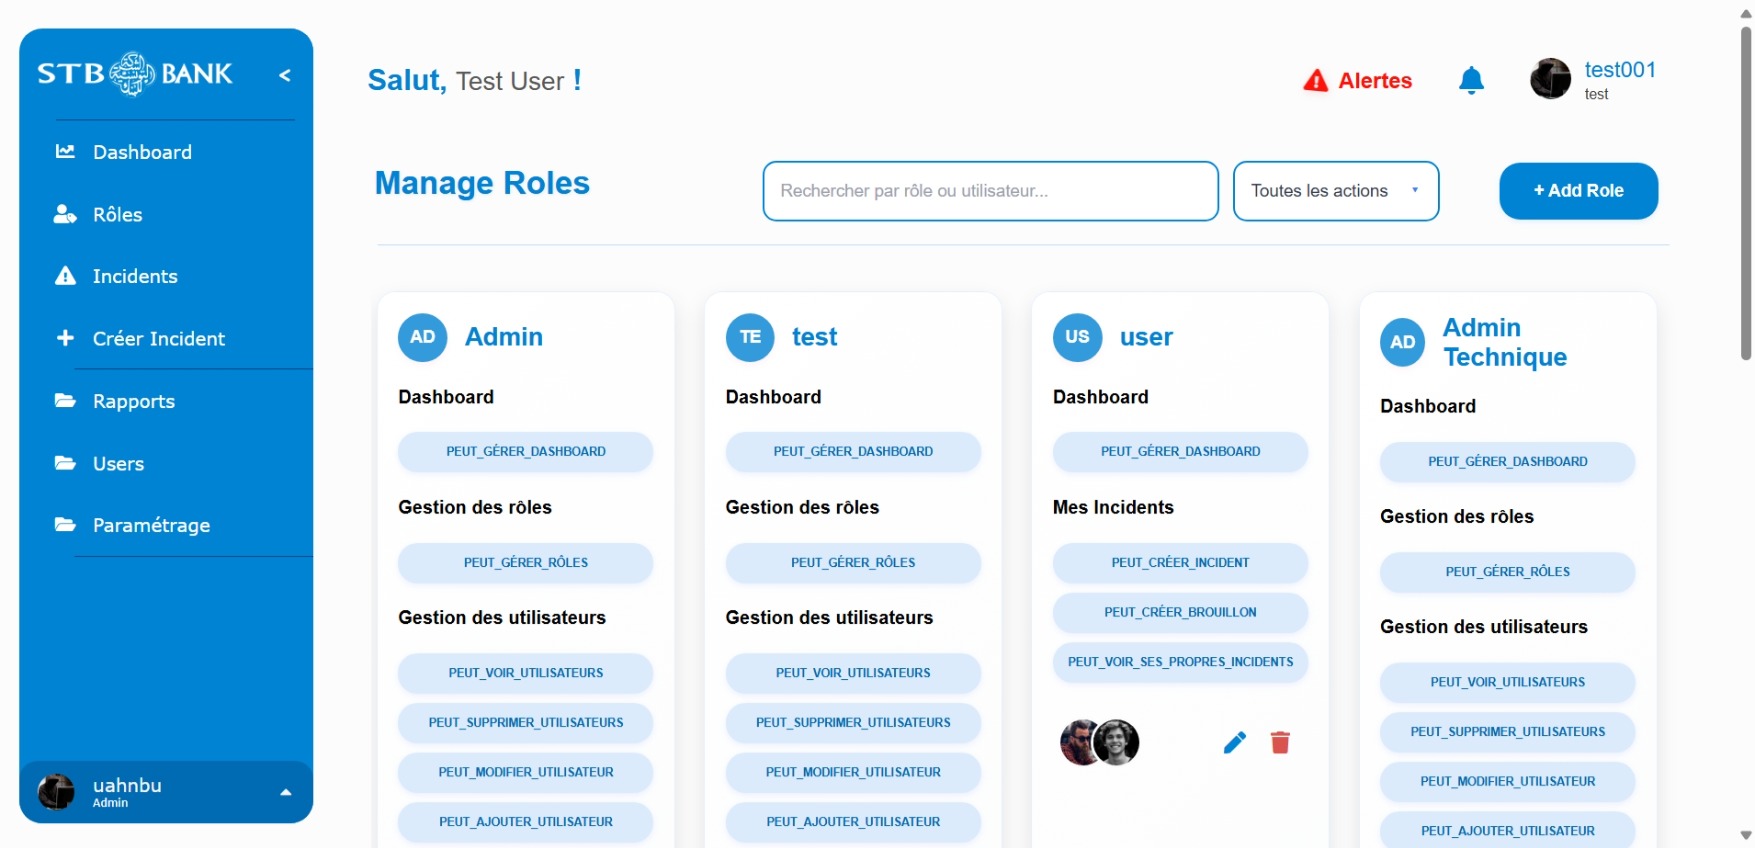 STB BANK
<
Dashboard
Rôles
Incidents
Créer Incident
Rapports
Users
Paramétrage
uahnbu
Admin
Salut, Test User !
Alertes
test001
test
Manage Roles
Rechercher par rôle ou utilisateur...
Toutes les actions
+ Add Role
AD Admin
Dashboard
PEUT_GÉRER_DASHBOARD
Gestion des rôles
PEUT_GÉRER_RÔLES
Gestion des utilisateurs
PEUT_VOIR_UTILISATEURS
PEUT_SUPPRIMER_UTILISATEURS
PEUT_MODIFIER_UTILISATEUR
PEUT_AJOUTER_UTILISATEUR
TE test
Dashboard
PEUT_GÉRER_DASHBOARD
Gestion des rôles
PEUT_GÉRER_RÔLES
Gestion des utilisateurs
PEUT_VOIR_UTILISATEURS
PEUT_SUPPRIMER_UTILISATEURS
PEUT_MODIFIER_UTILISATEUR
PEUT_AJOUTER_UTILISATEUR
US user
Dashboard
PEUT_GÉRER_DASHBOARD
Mes Incidents
PEUT_CRÉER_INCIDENT
PEUT_CRÉER_BROUILLON
PEUT_VOIR_SES_PROPRES_INCIDENTS
AD Admin
Technique
Dashboard
PEUT_GÉRER_DASHBOARD
Gestion des rôles
PEUT_GÉRER_RÔLES
Gestion des utilisateurs
PEUT_VOIR_UTILISATEURS
PEUT_SUPPRIMER_UTILISATEURS
PEUT_MODIFIER_UTILISATEUR
PEUT_AJOUTER_UTILISATEUR